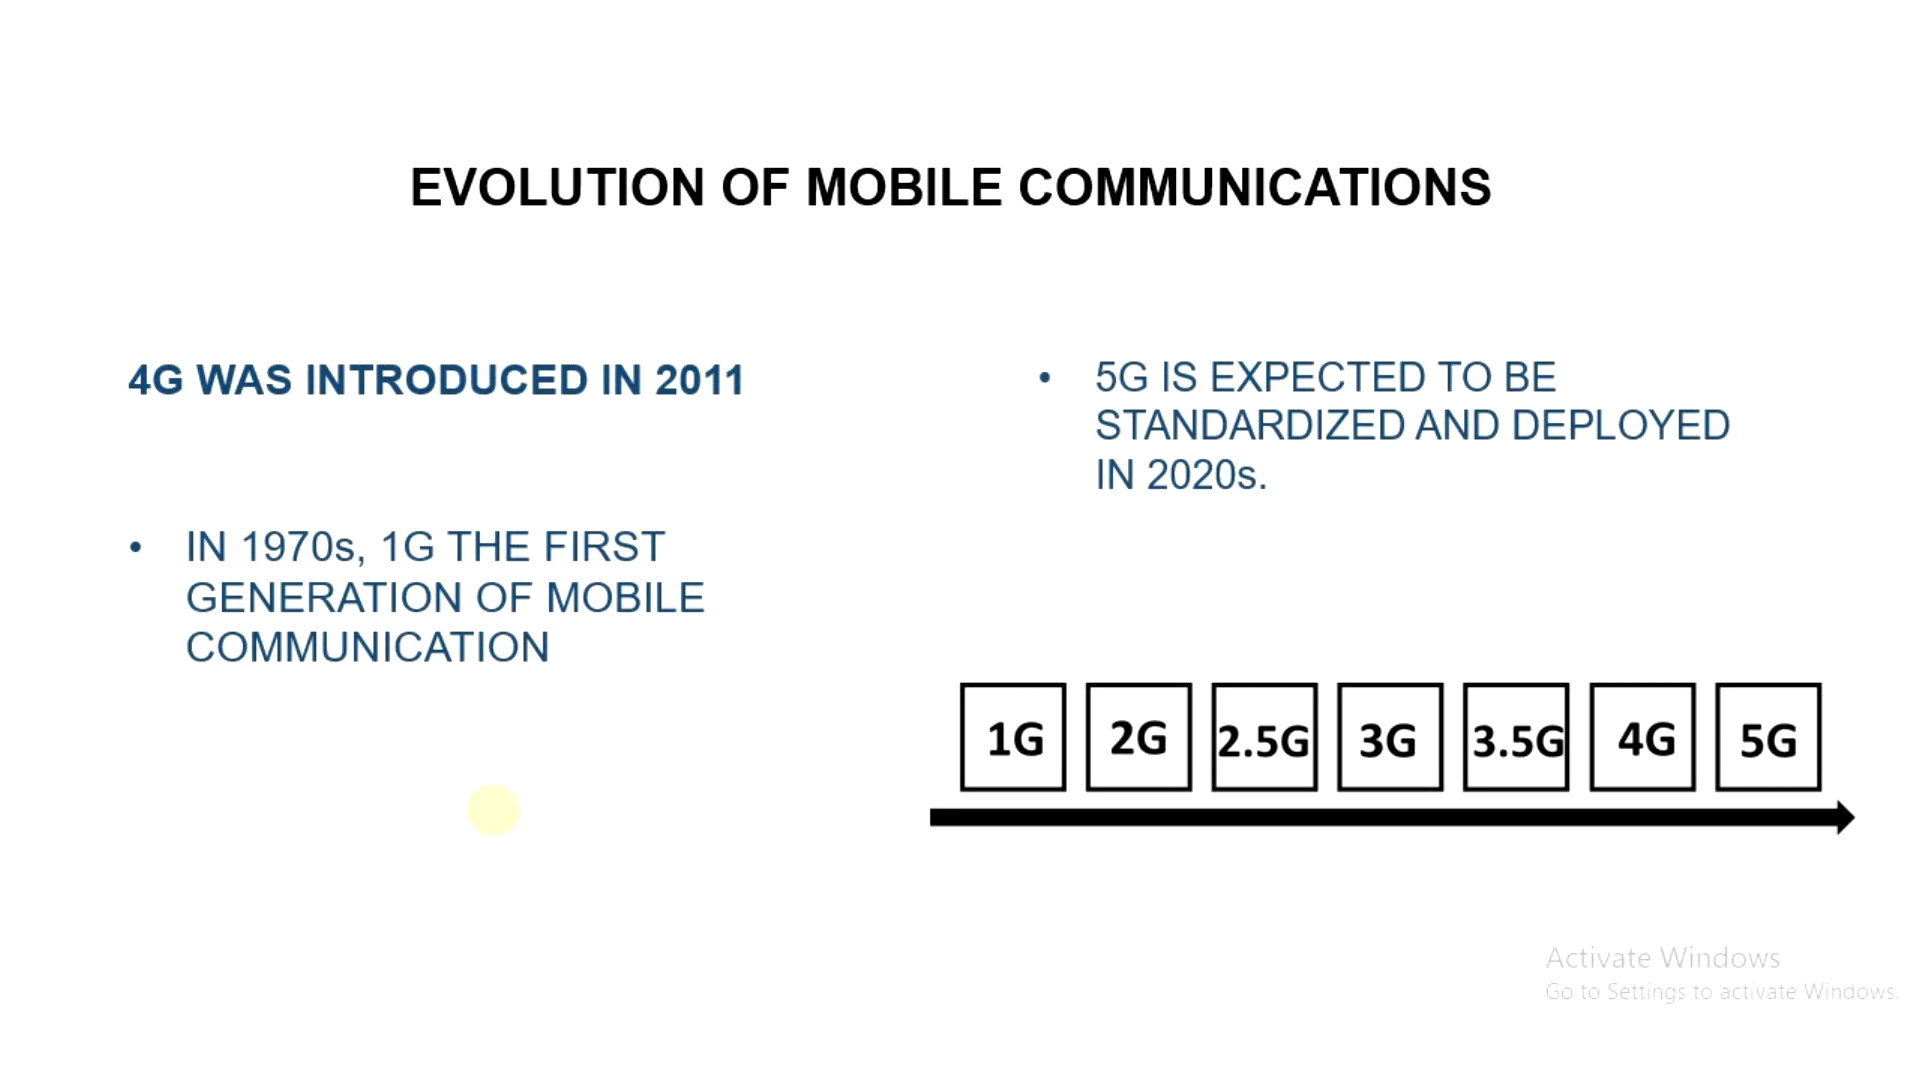 EVOLUTION OF MOBILE COMMUNICATIONS
4G WAS INTRODUCED IN 2011
• IN 1970s, 1G THE FIRST
GENERATION OF MOBILE
COMMUNICATION
• 5G IS EXPECTED TO BE
STANDARDIZED AND DEPLOYED
IN 2020s.
1G 2G 2.5G 3G 3.5G 4G 5G
Activate Windows
Go to Settings to activate Windows.